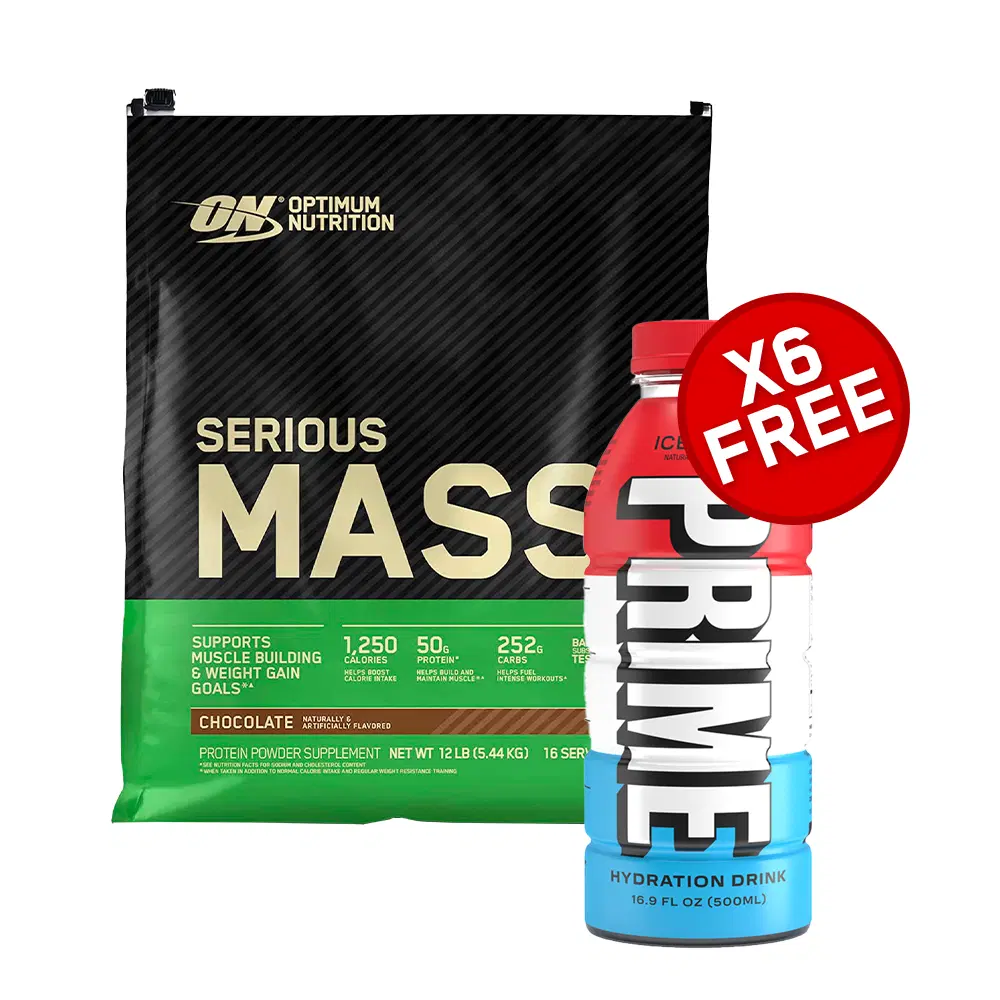 ON® OPTIMUM
NUTRITION
SERIOUS
MASS
SUPPORTS
MUSCLE BUILDING
& WEIGHT GAIN
GOALS*▲
1,250
CALORIES
HELPS BOOST
CALORIE INTAKE
50G
PROTEIN*
HELPS BUILD AND
MAINTAIN MUSCLE*▲
252G
CARBS
HELPS FUEL
INTENSE WORKOUTS▲
CHOCOLATE NATURALLY &
ARTIFICIALLY FLAVORED
PROTEIN POWDER SUPPLEMENT NET WT 12 LB (5.44 KG) 16
*SEE NUTRITION FACTS FOR SODIUM AND CHOLESTEROL CONTENT
▲WHEN TAKEN IN ADDITION TO NORMAL CALORIE INTAKE AND REGULAR WEIGHT RESISTANCE TRAINING
X6
FREE
ICE
PRIME
HYDRATION DRINK
16.9 FL OZ (500ML)